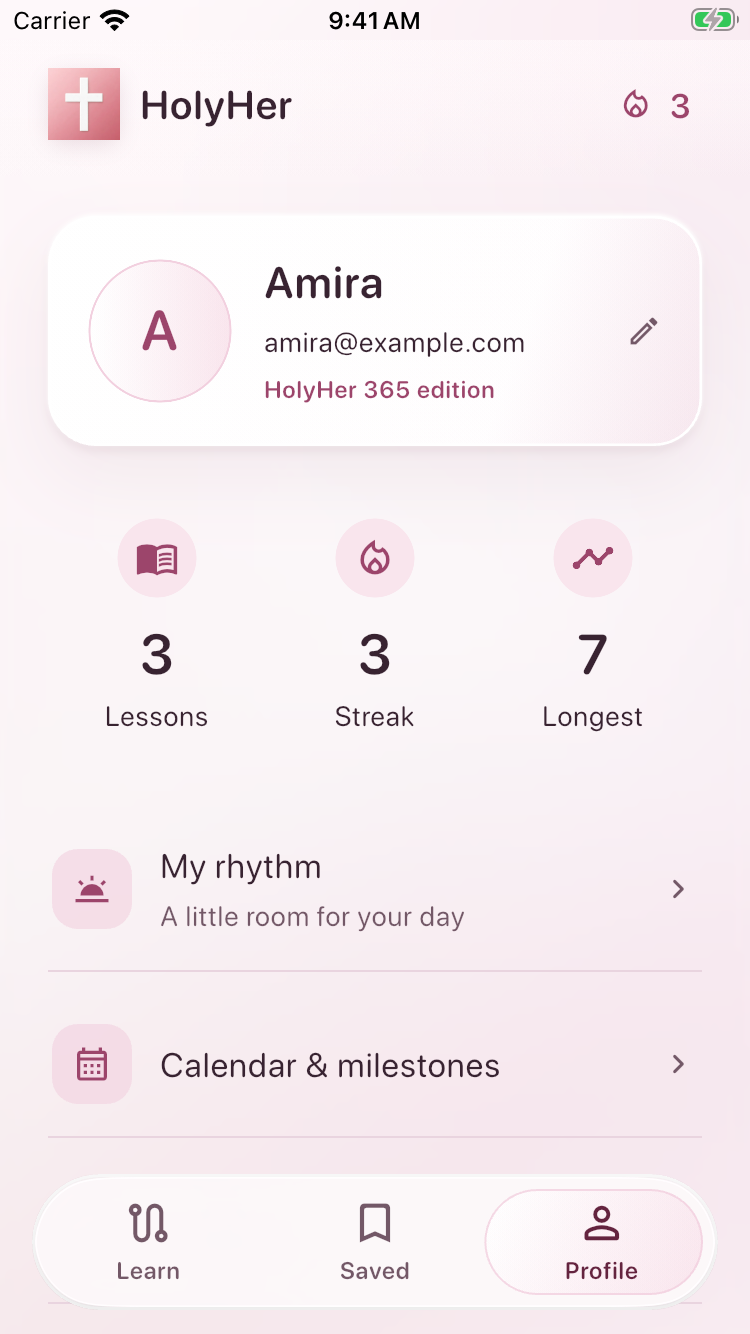 Carrier 9:41 AM
HolyHer 3
A
Amira
amira@example.com
HolyHer 365 edition
3 3 7
Lessons Streak Longest
My rhythm
A little room for your day
Calendar & milestones
Learn Saved Profile